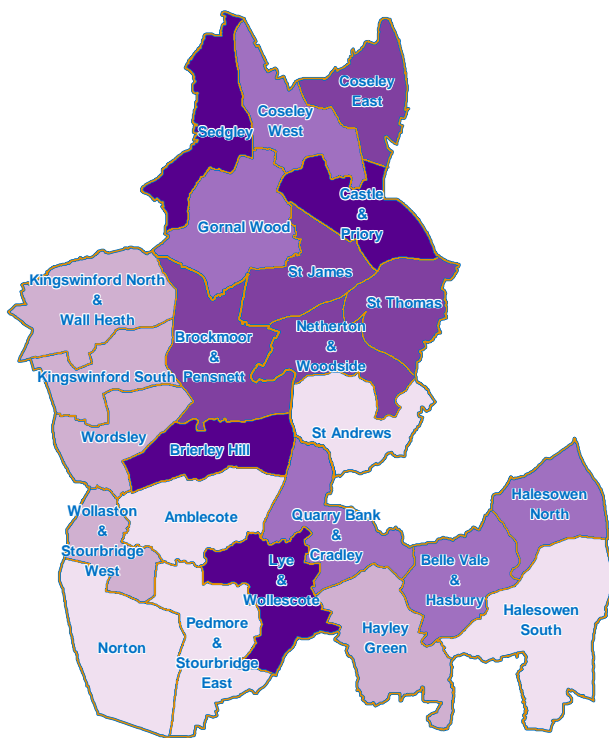 Coseley
East
Coseley
West
Sedgley
Castle
&
Priory
Gornal Wood
St James
Kingswinford North
&
Wall Heath
St Thomas
Netherton
&
Woodside
Brockmoor
&
Pensnett
Kingswinford South
St Andrews
Wordsley
Brierley Hill
Halesowen
North
Wollaston
&
Stourbridge
West
Amblecote
Quarry Bank
&
Cradley
Lye
&
Wollescote
Belle Vale
&
Hasbury
Halesowen
South
Pedmore
&
Stourbridge
East
Hayley
Green
Norton